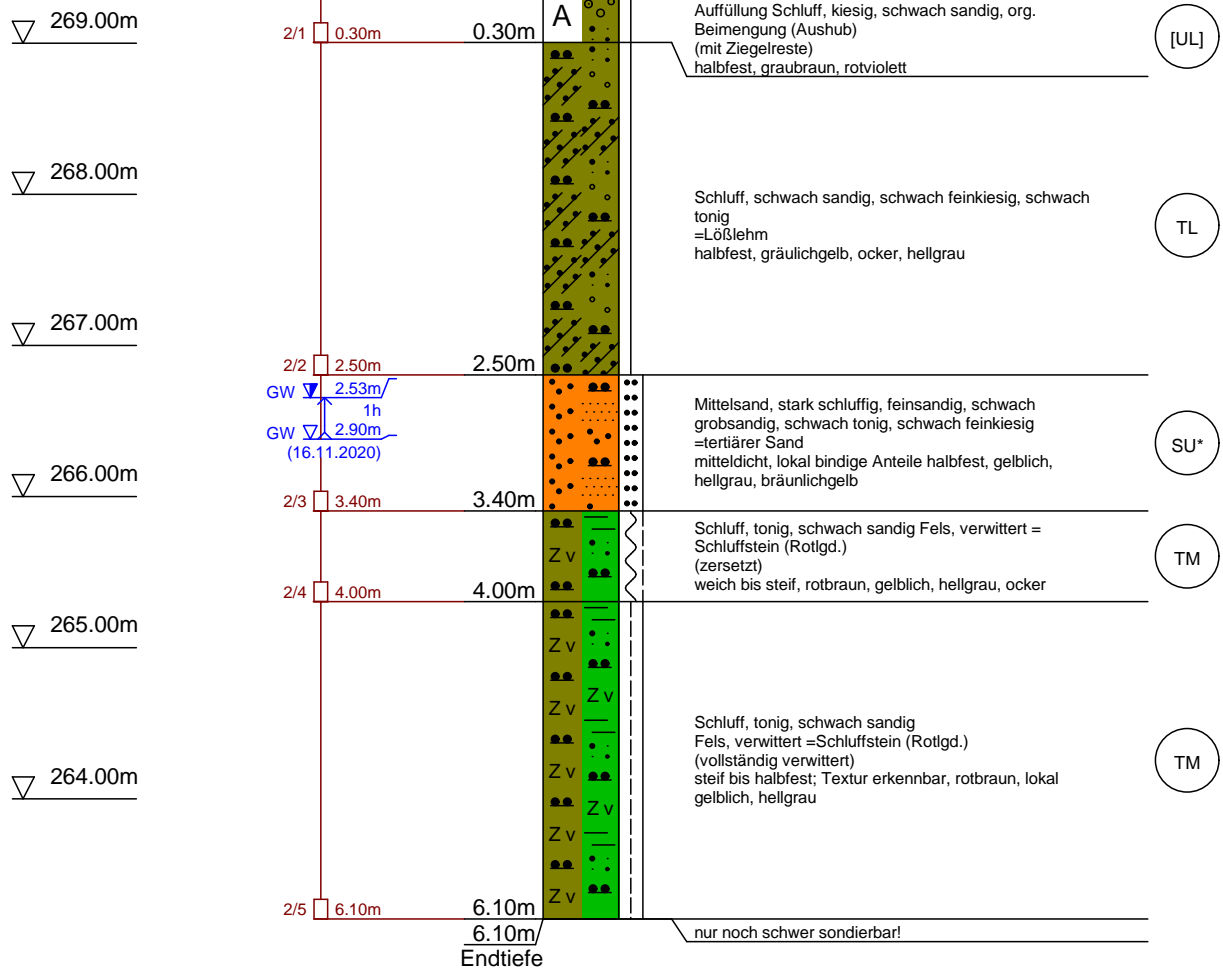 269.00m
2/1 0.30m
0.30m
A
Auffüllung Schluff, kiesig, schwach sandig, org.
Beimengung (Aushub)
(mit Ziegelreste)
halbfest, graubraun, rotviolett
[UL]
268.00m
Schluff, schwach sandig, schwach feinkiesig, schwach
tonig
=Lößlehm
halbfest, gräulichgelb, ocker, hellgrau
TL
267.00m
2/2 2.50m
2.50m
GW 2.53m
1h
GW 2.90m
(16.11.2020)
Mittelsand, stark schluffig, feinsandig, schwach
grobsandig, schwach tonig, schwach feinkiesig
=tertiärer Sand
mitteldicht, lokal bindige Anteile halbfest, gelblich,
hellgrau, bräunlichgelb
SU*
266.00m
2/3 3.40m
3.40m
Z v
Schluff, tonig, schwach sandig Fels, verwittert =
Schluffstein (Rotlgd.)
(zersetzt)
weich bis steif, rotbraun, gelblich, hellgrau, ocker
TM
2/4 4.00m
4.00m
265.00m
Z v
Z v
Z v
Z v
Z v
Z v
Z v
Z v
Schluff, tonig, schwach sandig
Fels, verwittert =Schluffstein (Rotlgd.)
(vollständig verwittert)
steif bis halbfest; Textur erkennbar, rotbraun, lokal
gelblich, hellgrau
TM
264.00m
2/5 6.10m
6.10m
6.10m
Endtiefe
nur noch schwer sondierbar!